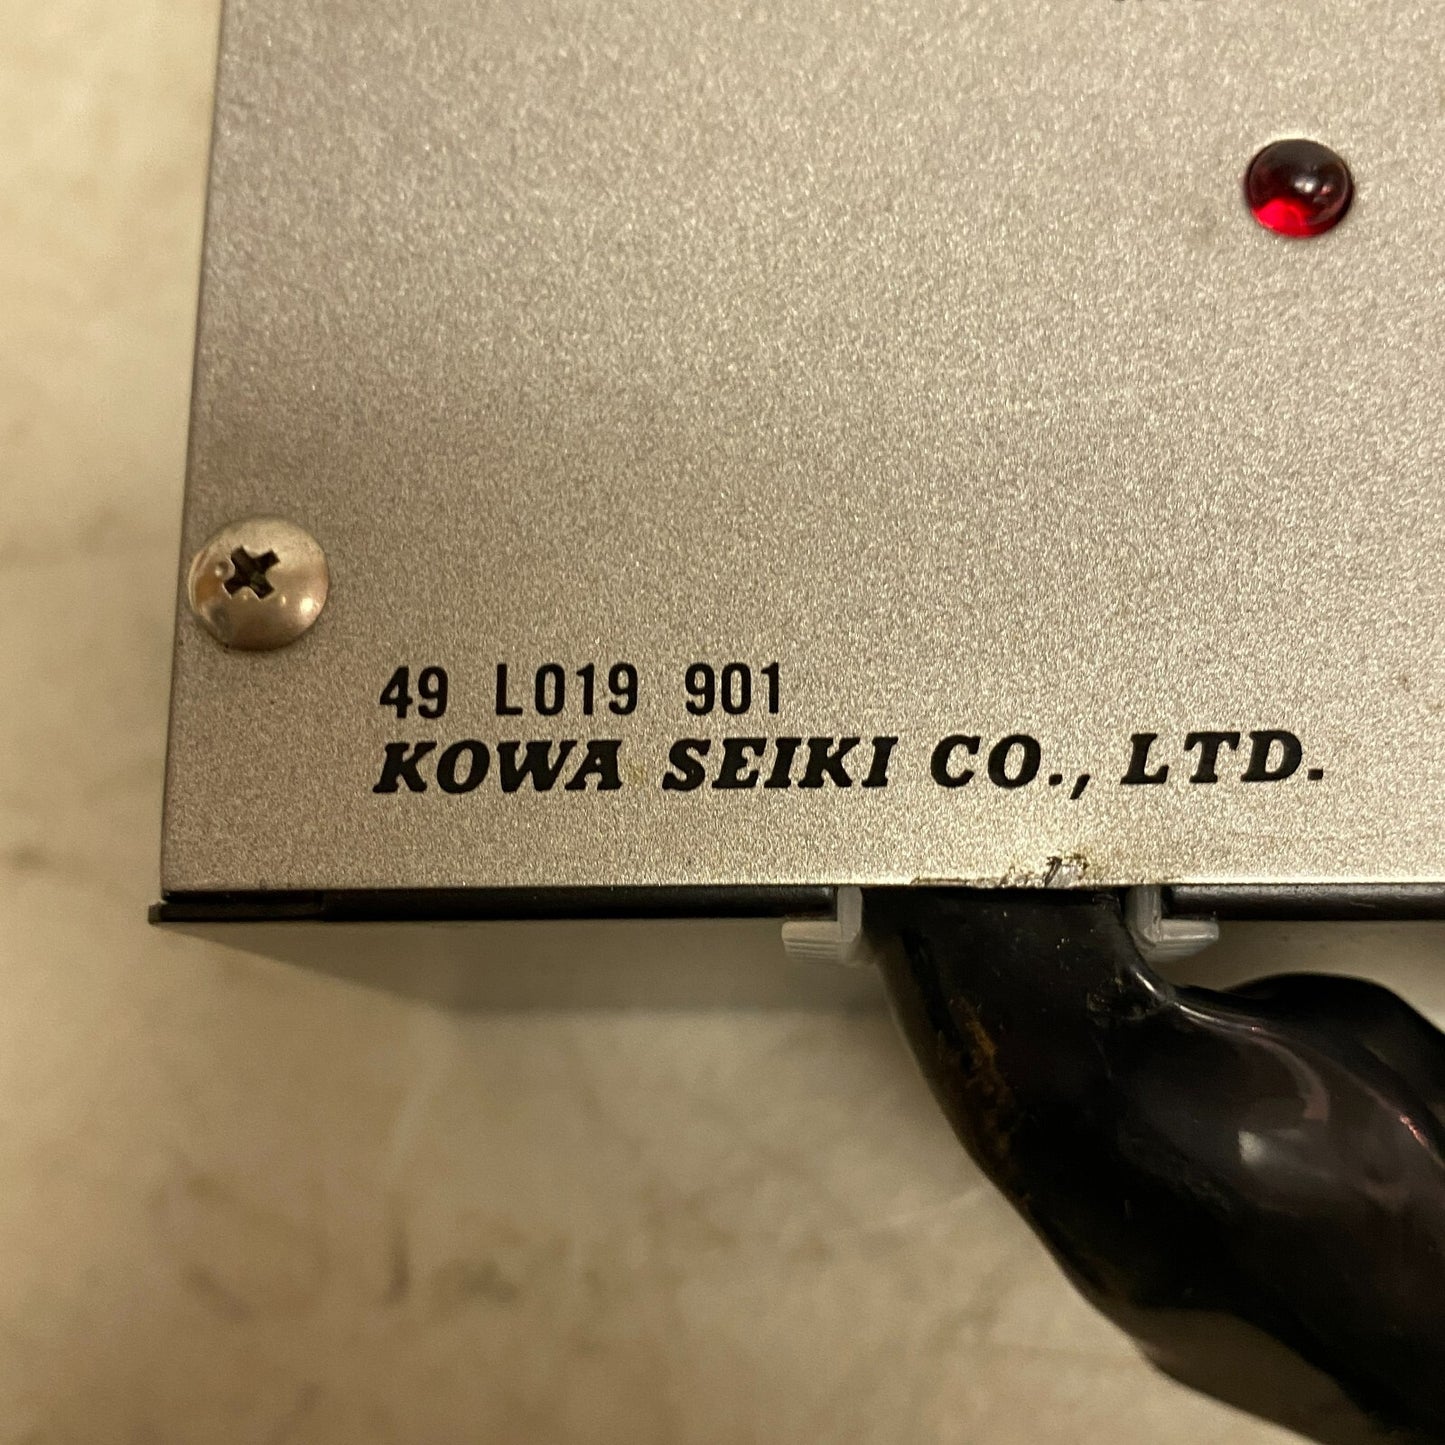 49 L019 901
KOWA SEIKI CO., LTD.